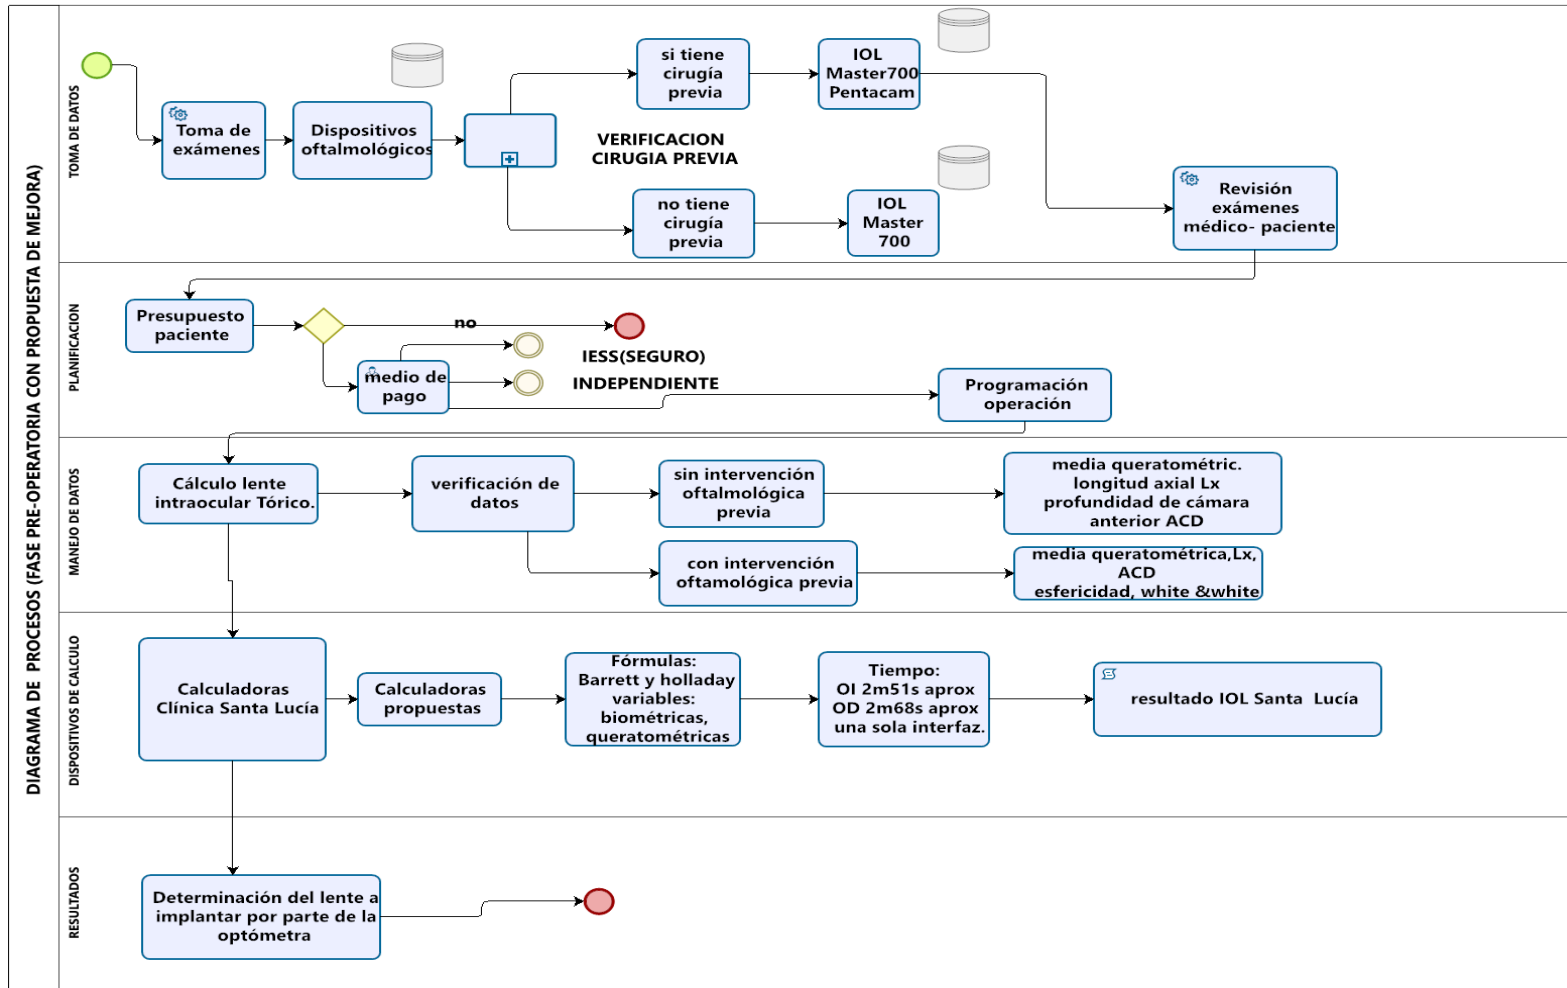 DIAGRAMA DE PROCESOS (FASE PRE-OPERATORIA CON PROPUESTA DE MEJORA)
TOMA DE DATOS
Toma de
exámenes
Dispositivos
oftalmológicos
VERIFICACION
CIRUGIA PREVIA
si tiene
cirugía
previa
IOL
Master700
Pentacam
no tiene
cirugía
previa
IOL
Master
700
Revisión
exámenes
médico- paciente
PLANIFICACION
Presupuesto
paciente
no
medio de
pago
IESS(SEGURO)
INDEPENDIENTE
Programación
operación
MANEJO DE DATOS
Cálculo lente
intraocular Tórico.
verificación de
datos
sin intervención
oftalmológica
previa
media queratométric.
longitud axial Lx
profundidad de cámara
anterior ACD
con intervención
oftamológica previa
media queratométrica,Lx,
ACD
esfericidad, white &white
DISPOSITIVOS DE CALCULO
Calculadoras
Clínica Santa Lucía
Calculadoras
propuestas
Fórmulas:
Barrett y holladay
variables:
biométricas,
queratométricas
Tiempo:
OI 2m51s aprox
OD 2m68s aprox
una sola interfaz.
resultado IOL Santa Lucía
RESULTADOS
Determinación del lente a
implantar por parte de la
optómetra